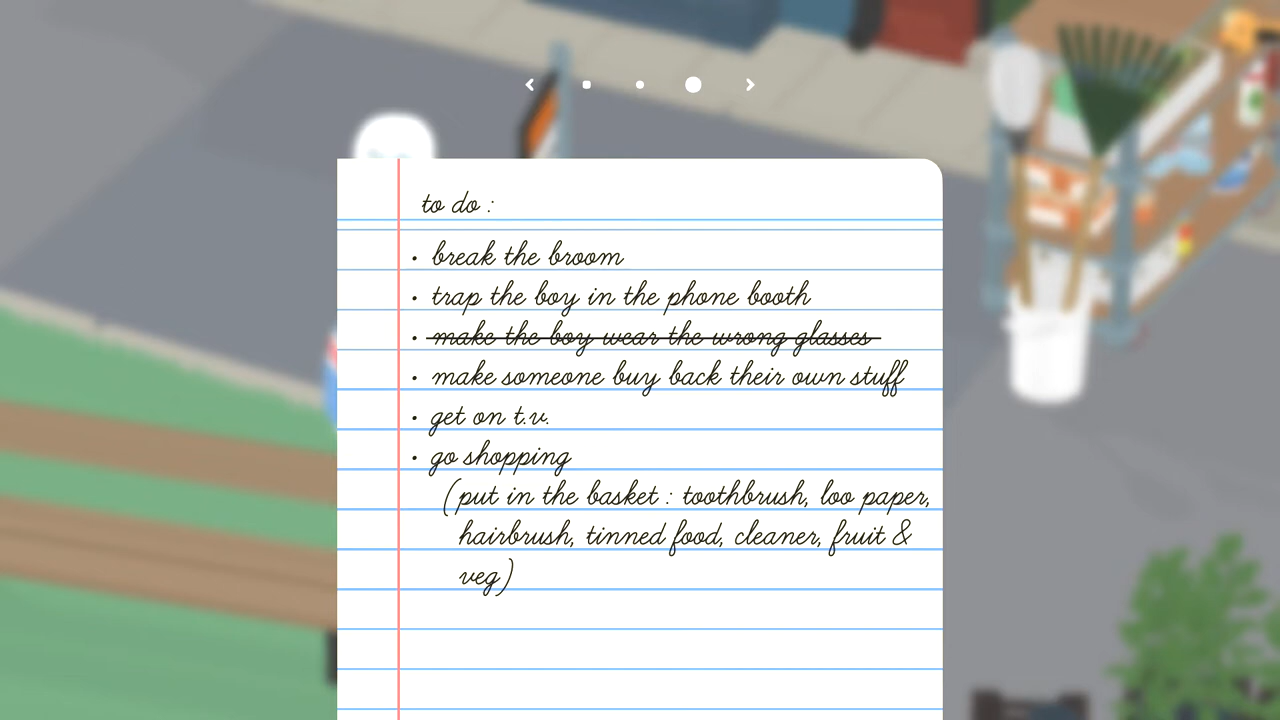 to do :
• break the broom
• trap the boy in the phone booth
• make the boy wear the wrong glasses
• make someone buy back their own stuff
• get on t.v.
• go shopping
(put in the basket : toothbrush, loo paper,
hairbrush, tinned food, cleaner, fruit &
veg)